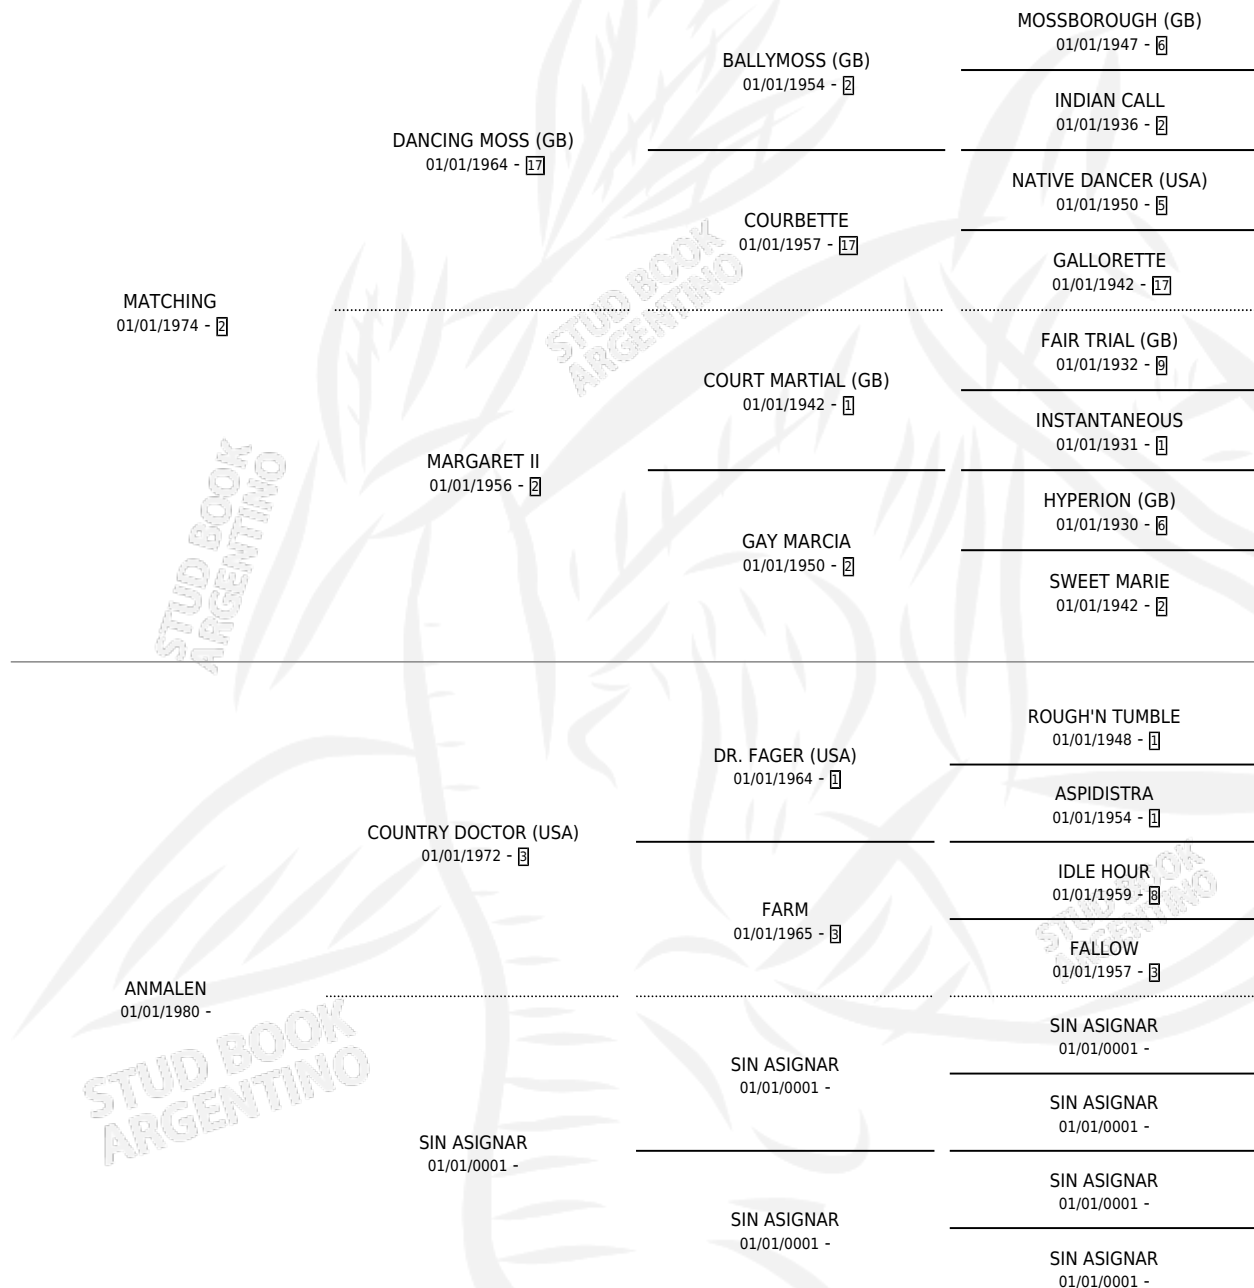 MATCHING
01/01/1974 - 2
DANCING MOSS (GB)
01/01/1964 - 17
BALLYMOSS (GB)
01/01/1954 - 2
MOSSBOROUGH (GB)
01/01/1947 - 6
INDIAN CALL
01/01/1936 - 2
COURBETTE
01/01/1957 - 17
NATIVE DANCER (USA)
01/01/1950 - 5
GALLORETTE
01/01/1942 - 17
MARGARET II
01/01/1956 - 2
COURT MARTIAL (GB)
01/01/1942 - 1
FAIR TRIAL (GB)
01/01/1932 - 9
INSTANTANEOUS
01/01/1931 - 1
GAY MARCIA
01/01/1950 - 2
HYPERION (GB)
01/01/1930 - 6
SWEET MARIE
01/01/1942 - 2
ANMALEN
01/01/1980 -
COUNTRY DOCTOR (USA)
01/01/1972 - 3
DR. FAGER (USA)
01/01/1964 - 1
ROUGH'N TUMBLE
01/01/1948 - 1
ASPIDISTRA
01/01/1954 - 1
FARM
01/01/1965 - 3
IDLE HOUR
01/01/1959 - 8
FALLOW
01/01/1957 - 3
SIN ASIGNAR
01/01/0001 -
SIN ASIGNAR
01/01/0001 -
SIN ASIGNAR
01/01/0001 -
SIN ASIGNAR
01/01/0001 -
SIN ASIGNAR
01/01/0001 -
SIN ASIGNAR
01/01/0001 -
SIN ASIGNAR
01/01/0001 -
STUD BOOK
ARGENTINO
STUD BOOK
ARGENTINO
STUD BOOK
ARGENTINO
STUD BOOK
ARGENTINO